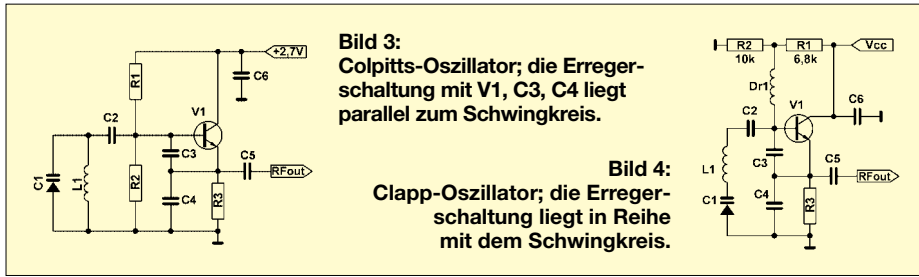 +2,7V
R1
C6
V1
C2
C3
C5
RFout
C1
L1
R2
C4
R3
Bild 3:
Colpitts-Oszillator; die Erreger-
schaltung mit V1, C3, C4 liegt
parallel zum Schwingkreis.
Bild 4:
Clapp-Oszillator; die Erreger-
schaltung liegt in Reihe
mit dem Schwingkreis.
R2
10k
R1
6,8k
Vcc
Dr1
V1
C6
C2
C3
C5
RFout
L1
C1
C4
R3